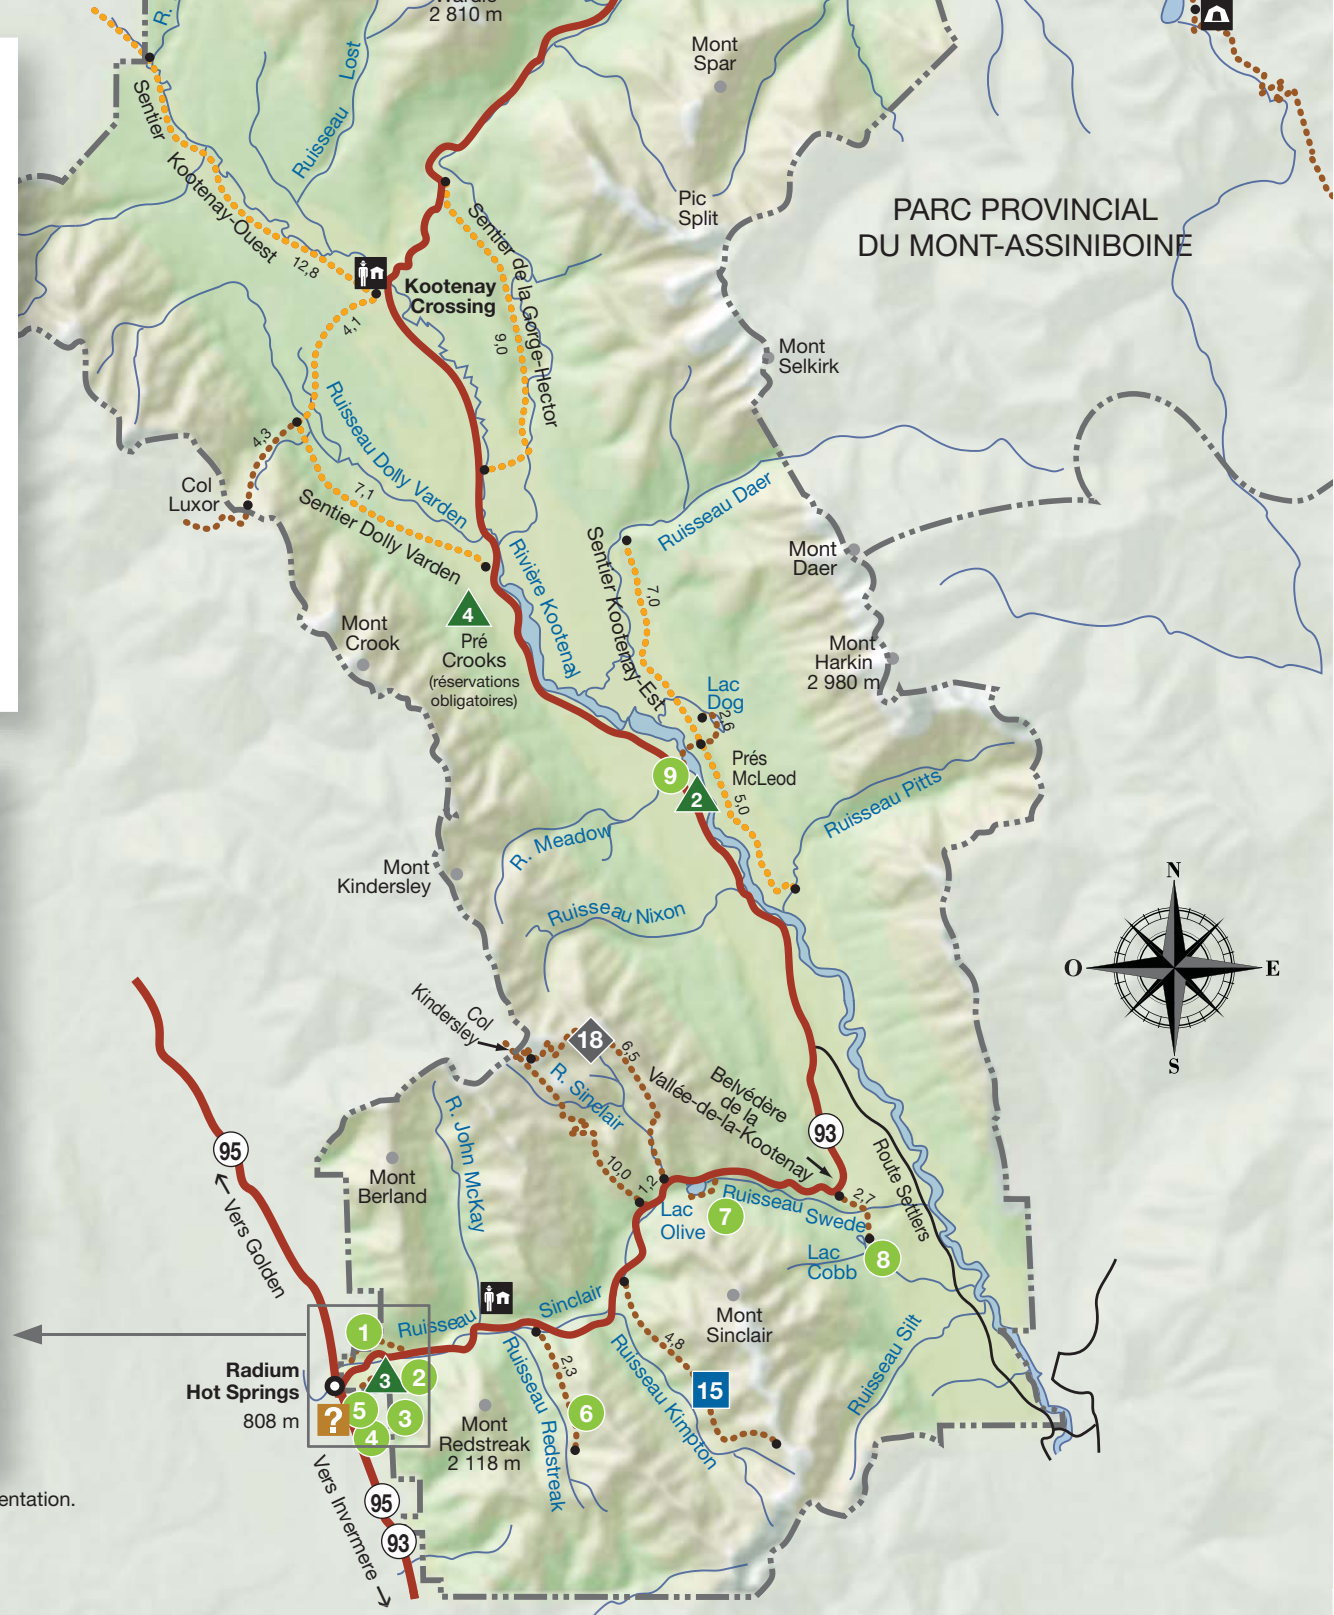 R.
2 810 m
Mont
Spar
Ruisseau Lost
Sentier
Kootenay-Ouest
12,8
Pic
Split
PARC PROVINCIAL
DU MONT-ASSINIBOINE
Sentier de la Gorge-Hector
9,0
Kootenay
Crossing
4,1
Mont
Selkirk
Ruisseau Dolly Varden
4,3
Col
Luxor
7,1
Sentier Dolly Varden
Ruisseau Daer
Mont
Daer
Sentier Kootenay-Est
7,0
Rivière Kootenay
4
Pré
Crooks
(réservations
obligatoires)
Mont
Crook
Mont
Harkin
2 980 m
Lac
Dog
2,6
Prés
McLeod
9
2
5,0
Ruisseau Pitts
R. Meadow
Mont
Kindersley
Ruisseau Nixon
N
O
E
S
Col
Kindersley
18
6,5
R. Sinclair
Belvédère
de la
Vallée-de-la-Kootenay
93
R. John McKay
95
Mont
Berland
10,0
1,2
Route Settlers
2,7
Lac
Olive
7
Ruisseau Swede
8
Lac
Cobb
← Vers Golden
Ruisseau Sinclair
Mont
Sinclair
4,8
Ruisseau Silt
1
Radium
Hot Springs
808 m
3
2
?
5
3
4
2,3
6
15
Ruisseau Kimpton
Ruisseau Redstreak
Mont
Redstreak
2 118 m
Vers Invermere →
95
93
entation.